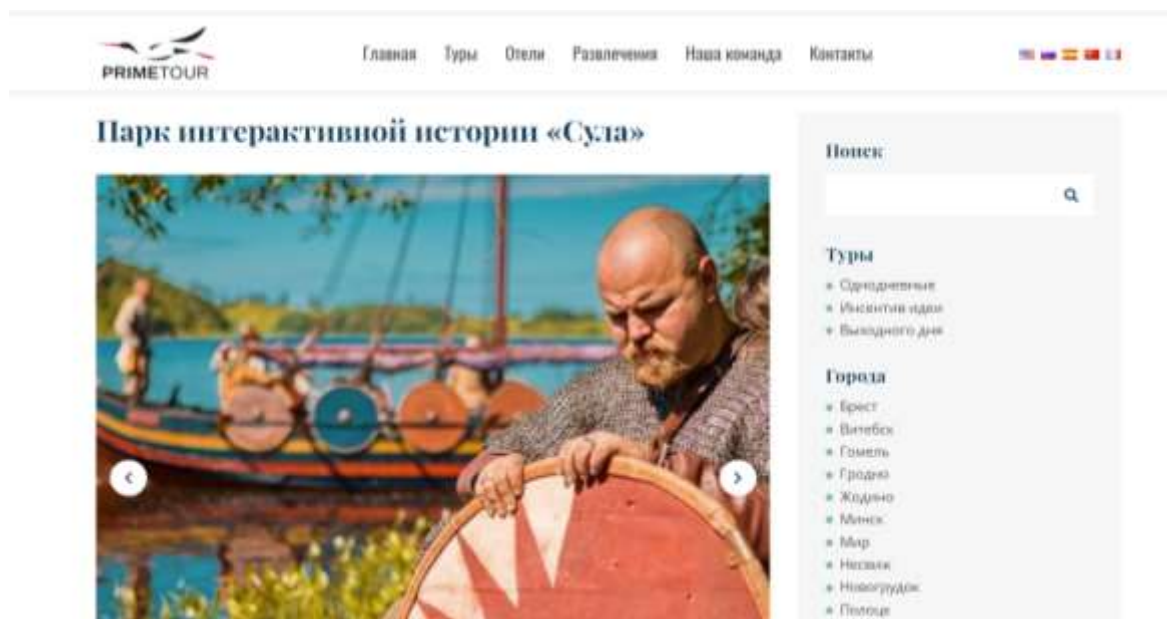 PRIMETOUR
Главная Туры Отели Развлечения Наша команда Контакты
Парк интерактивной истории «Сула»
Поиск
Туры
Однодневные
Инсентив идеи
Выходного дня
Города
Брест
Витебск
Гомель
Гродно
Жодино
Минск
Мир
Несвиж
Новогрудок
Полоцк